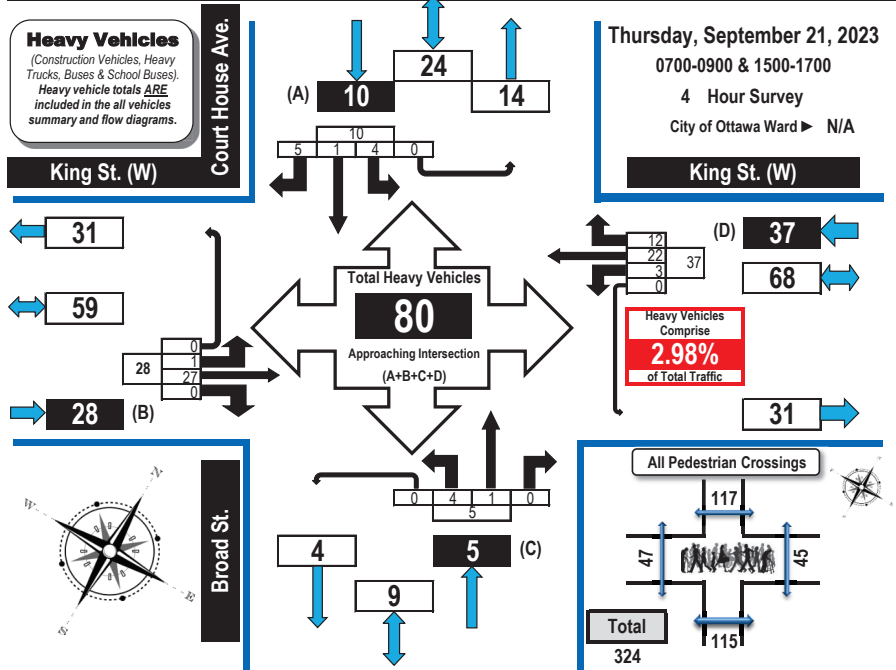 Heavy Vehicles
(Construction Vehicles, Heavy
Trucks, Buses & School Buses).
Heavy vehicle totals ARE
included in the all vehicles
summary and flow diagrams.
Court House Ave.
King St. (W)
24
(A)
10
14
10
5 1 4 0
Thursday, September 21, 2023
0700-0900 & 1500-1700
4 Hour Survey
City of Ottawa Ward ► N/A
King St. (W)
31
59
0
1
27
0
28
28
(B)
Total Heavy Vehicles
80
Approaching Intersection
(A+B+C+D)
12
22
3
0
37
(D)
37
68
Heavy Vehicles
Comprise
2.98%
of Total Traffic
31
N
W
E
S
Broad St.
0 4 1 0
5
4
5
(C)
9
All Pedestrian Crossings
117
47
45
115
Total
324